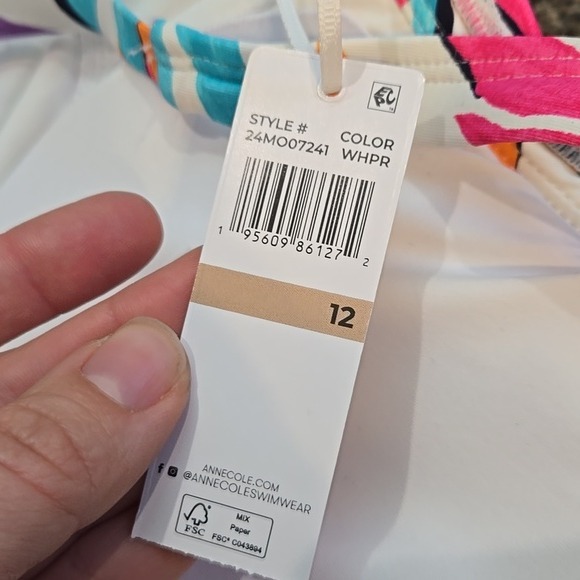 STYLE #
24MO07241
COLOR
WHPR
1 95609 86127 2
12
ANNECOLE.COM
@ANNECOLESWIMWEAR
FSC
MIX
Paper
FSC® C043894